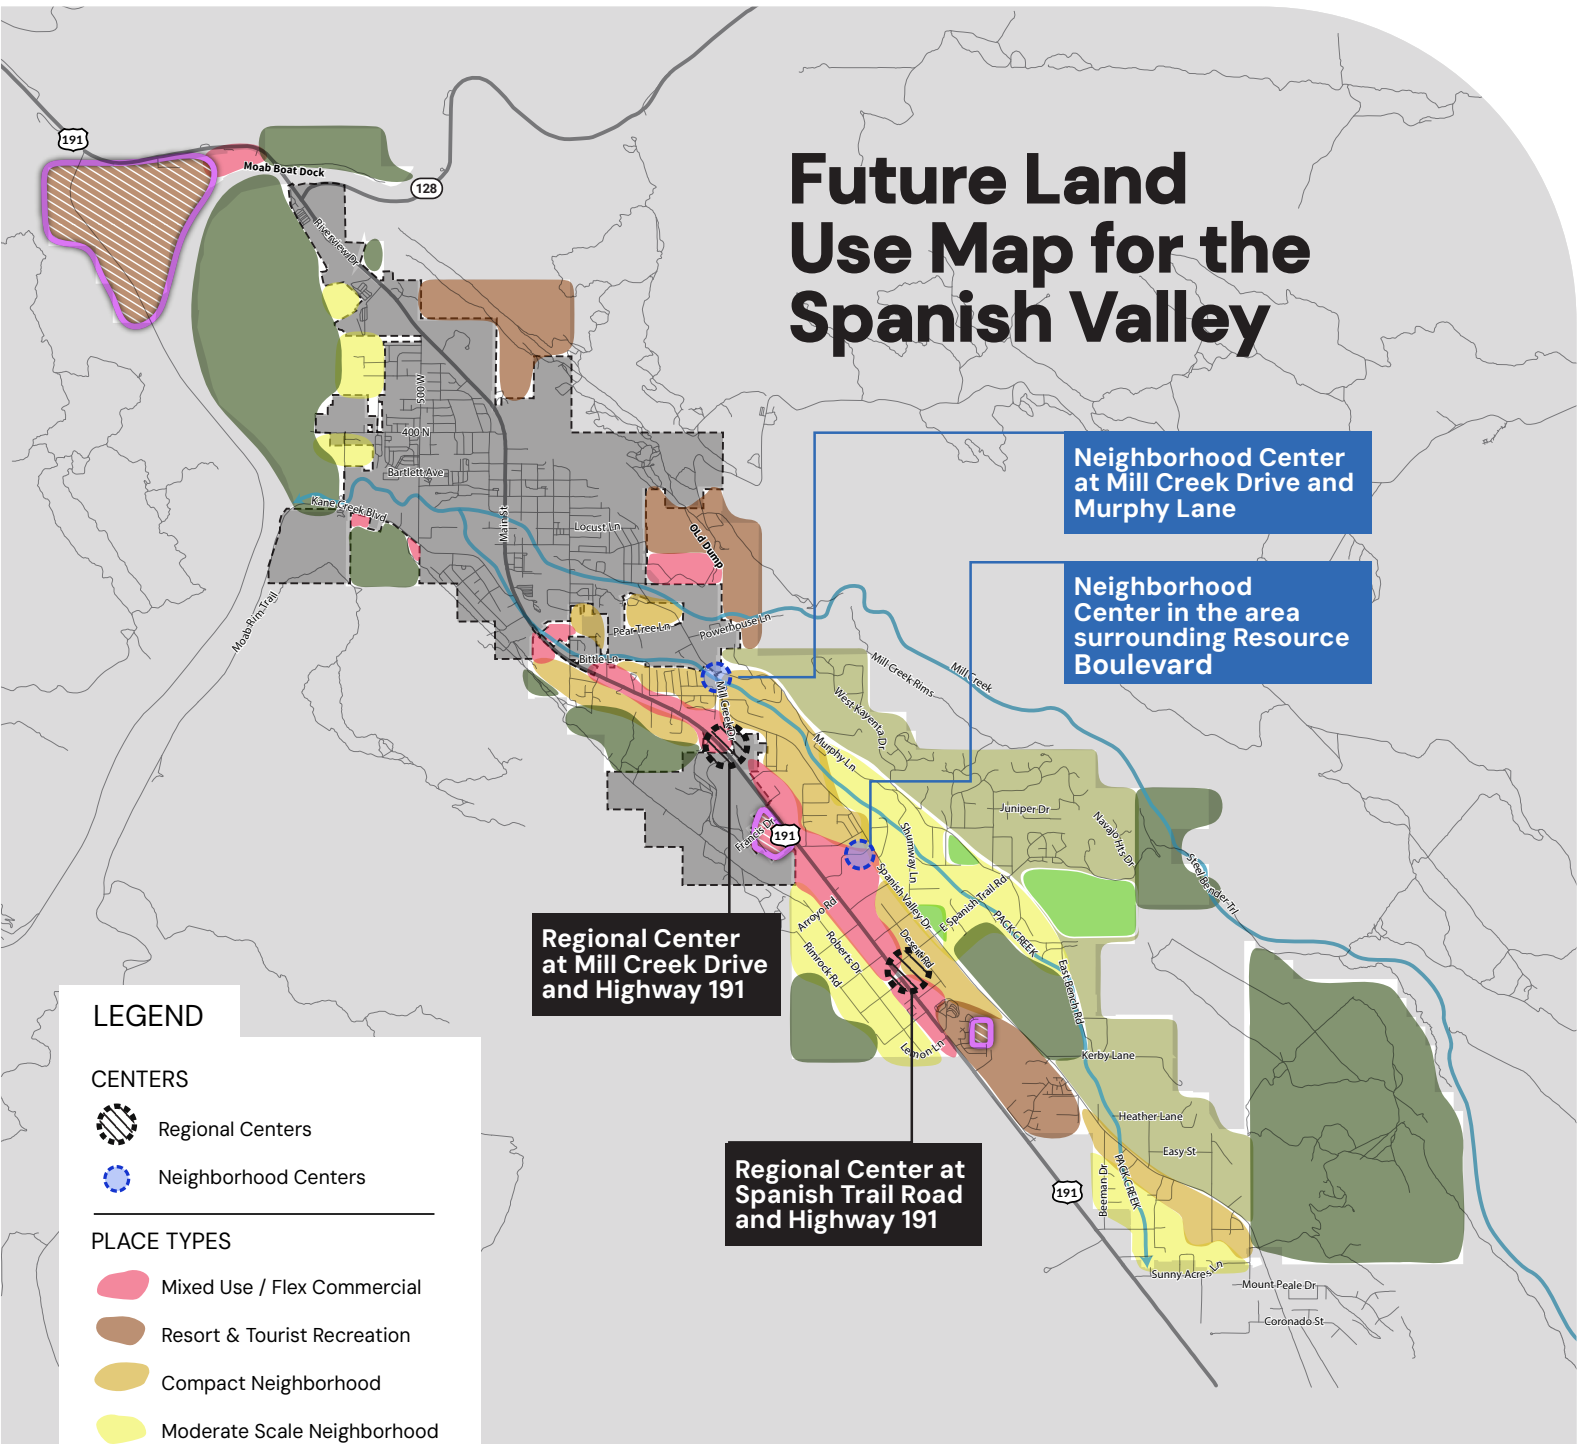 Future Land
Use Map for the
Spanish Valley
191
Moab Boat Dock
128
Riverview Dr
500 W
400 N
Bartlett Ave
Kane Creek Blvd
Main St
Locust Ln
OLd Dump
Moab Rim Trail
Pear Tree Ln
Powerhouse Ln
Bittle Ln
Neighborhood Center
at Mill Creek Drive and
Murphy Lane
Neighborhood
Center in the area
surrounding Resource
Boulevard
Mill Creek Rims
Mill Creek
West Kayenta Dr
Mill Creek Dr
Murphy Ln
Juniper Dr
Navajo Hts Dr
Francis Dr
191
Shumway Ln
Steel Bender Trl
Spanish Valley Dr
E Spanish Trail Rd
Arroyo Rd
PACK CREEK
Roberts Dr
Rimrock Rd
Desert Rd
East Bench Rd
Regional Center
at Mill Creek Drive
and Highway 191
Lemon Ln
Kerby Lane
Heather Lane
Easy St
PACK CREEK
Beeman Dr
191
Regional Center at
Spanish Trail Road
and Highway 191
Sunny Acres Ln
Mount Peale Dr
Coronado St
LEGEND
CENTERS
Regional Centers
Neighborhood Centers
PLACE TYPES
Mixed Use / Flex Commercial
Resort & Tourist Recreation
Compact Neighborhood
Moderate Scale Neighborhood